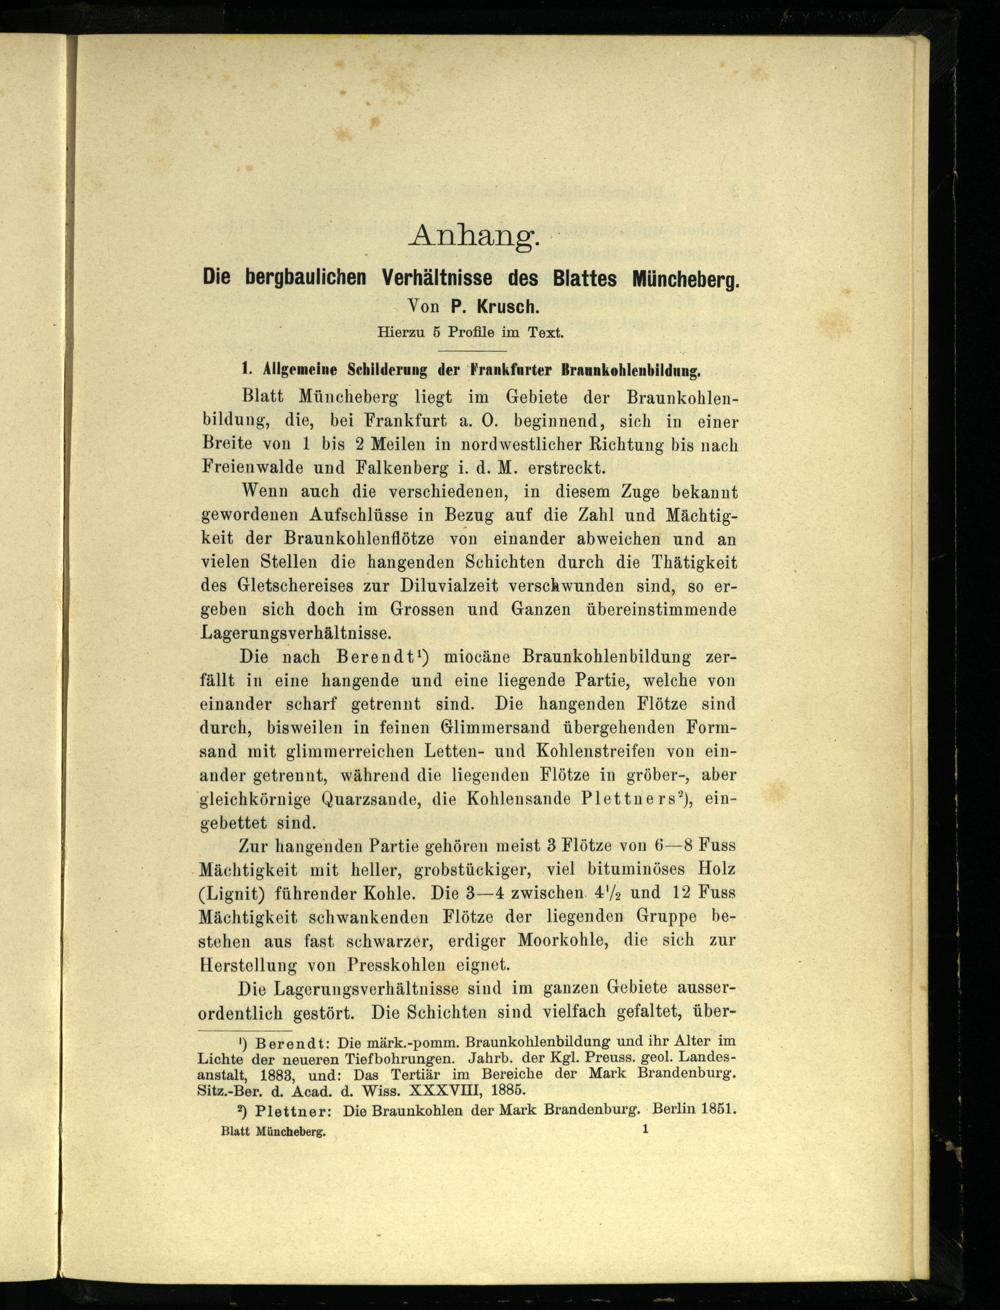 Anhang.
Die bergbaulichen Verhältnisse des Blattes Müncheberg.
Von P. Krusch.
Hierzu 5 Profile im Text.
1. Allgemeine Schilderung der Frankfurter Braunkohlenbildung.
Blatt Müncheberg liegt im Gebiete der Braunkohlen-
bildung, die, bei Frankfurt a. O. beginnend, sich in einer
Breite von 1 bis 2 Meilen in nordwestlicher Richtung bis nach
Freienwalde und Falkenberg i. d. M. erstreckt.
Wenn auch die verschiedenen, in diesem Zuge bekannt
gewordenen Aufschlüsse in Bezug auf die Zahl und Mächtig-
keit der Braunkohlenflötze von einander abweichen und an
vielen Stellen die hangenden Schichten durch die Thätigkeit
des Gletschereises zur Diluvialzeit verschwunden sind, so er-
geben sich doch im Grossen und Ganzen übereinstimmende
Lagerungsverhältnisse.
Die nach Berendt¹) miocäne Braunkohlenbildung zer-
fällt in eine hangende und eine liegende Partie, welche von
einander scharf getrennt sind. Die hangenden Flötze sind
durch, bisweilen in feinen Glimmersand übergehenden Form-
sand mit glimmerreichen Letten- und Kohlenstreifen von ein-
ander getrennt, während die liegenden Flötze in gröber-, aber
gleichkörnige Quarzsande, die Kohlensande Plettners²), ein-
gebettet sind.
Zur hangenden Partie gehören meist 3 Flötze von 6—8 Fuss
Mächtigkeit mit heller, grobstückiger, viel bituminöses Holz
(Lignit) führender Kohle. Die 3—4 zwischen 4½ und 12 Fuss
Mächtigkeit schwankenden Flötze der liegenden Gruppe be-
stehen aus fast schwarzer, erdiger Moorkohle, die sich zur
Herstellung von Presskohlen eignet.
Die Lagerungsverhältnisse sind im ganzen Gebiete ausser-
ordentlich gestört. Die Schichten sind vielfach gefaltet, über-
¹) Berendt: Die märk.-pomm. Braunkohlenbildung und ihr Alter im
Lichte der neueren Tiefbohrungen. Jahrb. der Kgl. Preuss. geol. Landes-
anstalt, 1883, und: Das Tertiär im Bereiche der Mark Brandenburg.
Sitz.-Ber. d. Acad. d. Wiss. XXXVIII, 1885.
²) Plettner: Die Braunkohlen der Mark Brandenburg. Berlin 1851.
Blatt Müncheberg. 1